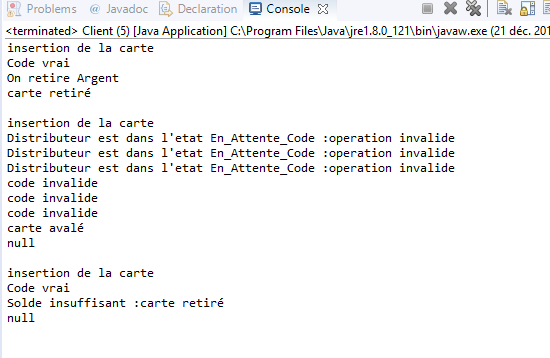 Problems @ Javadoc Declaration Console
<terminated> Client (5) [Java Application] C:\Program Files\Java\jre1.8.0_121\bin\javaw.exe (21 déc. 201
insertion de la carte
Code vrai
On retire Argent
carte retiré
insertion de la carte
Distributeur est dans l'etat En_Attente_Code :operation invalide
Distributeur est dans l'etat En_Attente_Code :operation invalide
Distributeur est dans l'etat En_Attente_Code :operation invalide
code invalide
code invalide
code invalide
carte avalé
null
insertion de la carte
Code vrai
Solde insuffisant :carte retiré
null